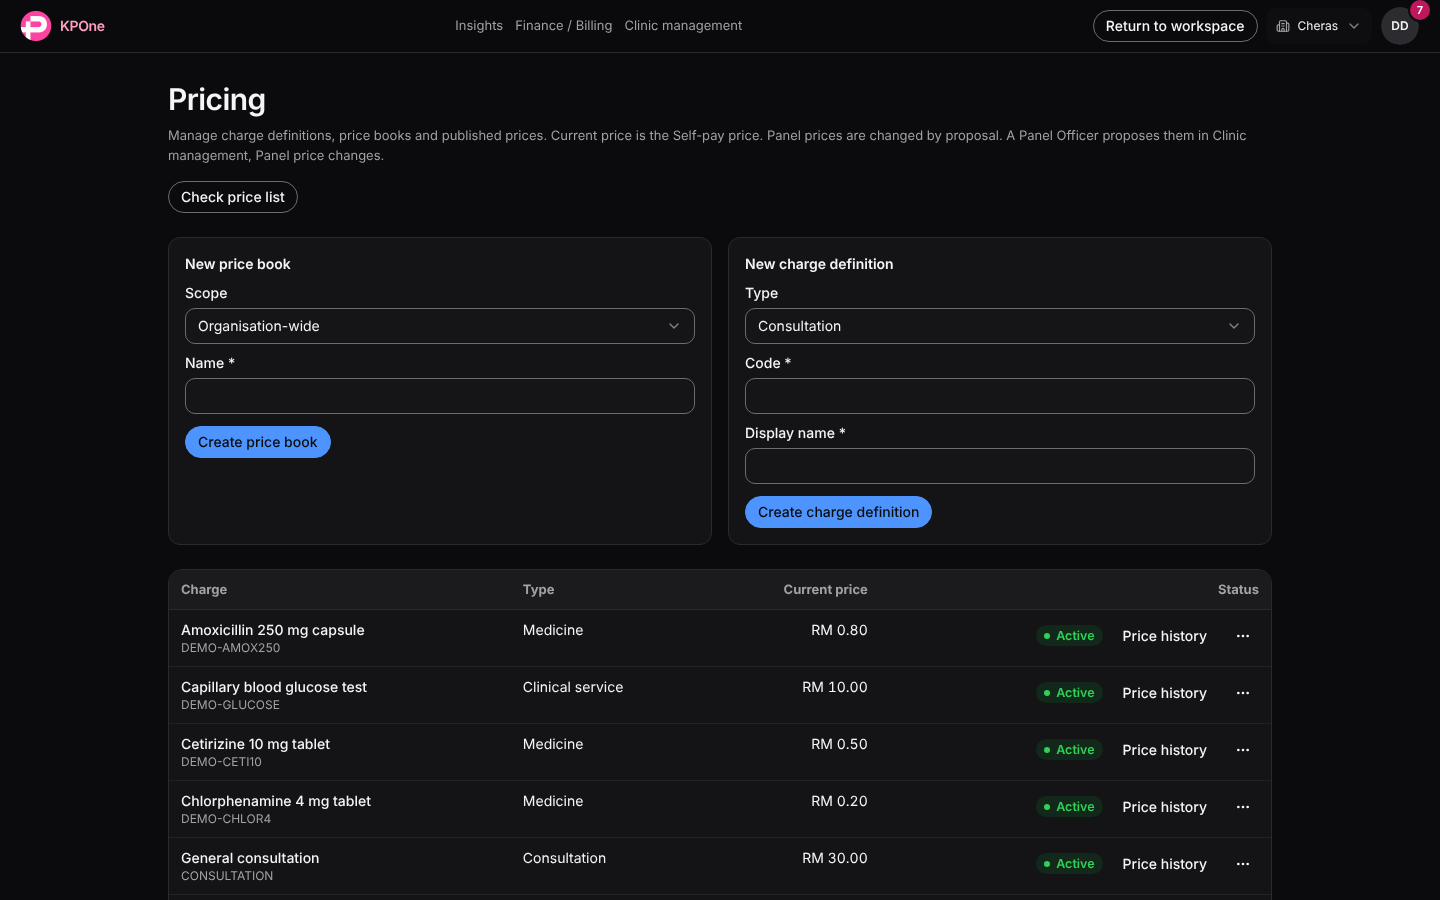 KPOne
Insights
Finance / Billing
Clinic management
Return to workspace
Cheras
DD
7
Pricing
Manage charge definitions, price books and published prices. Current price is the Self-pay price. Panel prices are changed by proposal. A Panel Officer proposes them in Clinic
management, Panel price changes.
Check price list
New price book
Scope
Organisation-wide
Name *
Create price book
New charge definition
Type
Consultation
Code *
Display name *
Create charge definition
Charge Type Current price Status
Amoxicillin 250 mg capsule Medicine RM 0.80 Active Price history
DEMO-AMOX250
Capillary blood glucose test Clinical service RM 10.00 Active Price history
DEMO-GLUCOSE
Cetirizine 10 mg tablet Medicine RM 0.50 Active Price history
DEMO-CETI10
Chlorphenamine 4 mg tablet Medicine RM 0.20 Active Price history
DEMO-CHLOR4
General consultation Consultation RM 30.00 Active Price history
CONSULTATION